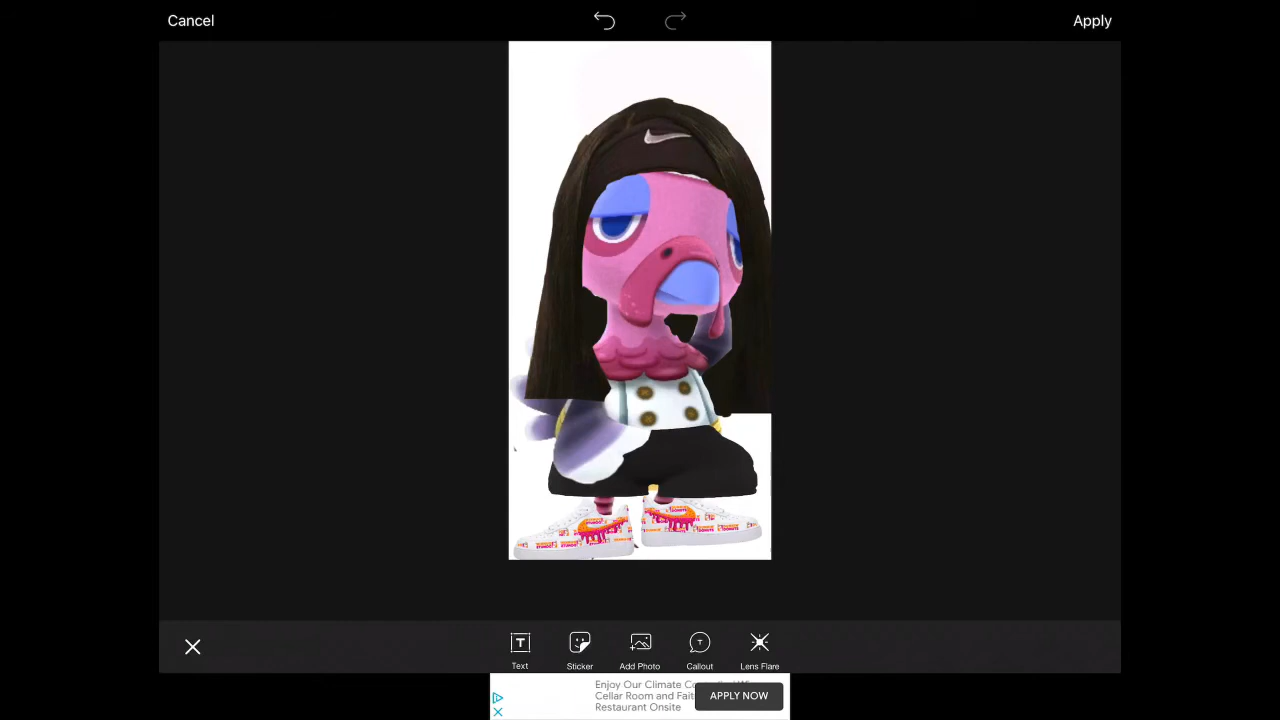 Cancel
Apply
Text
Sticker
Add Photo
Callout
Lens Flare
Enjoy Our Climate
Cellar Room and
Restaurant Onsite
APPLY NOW